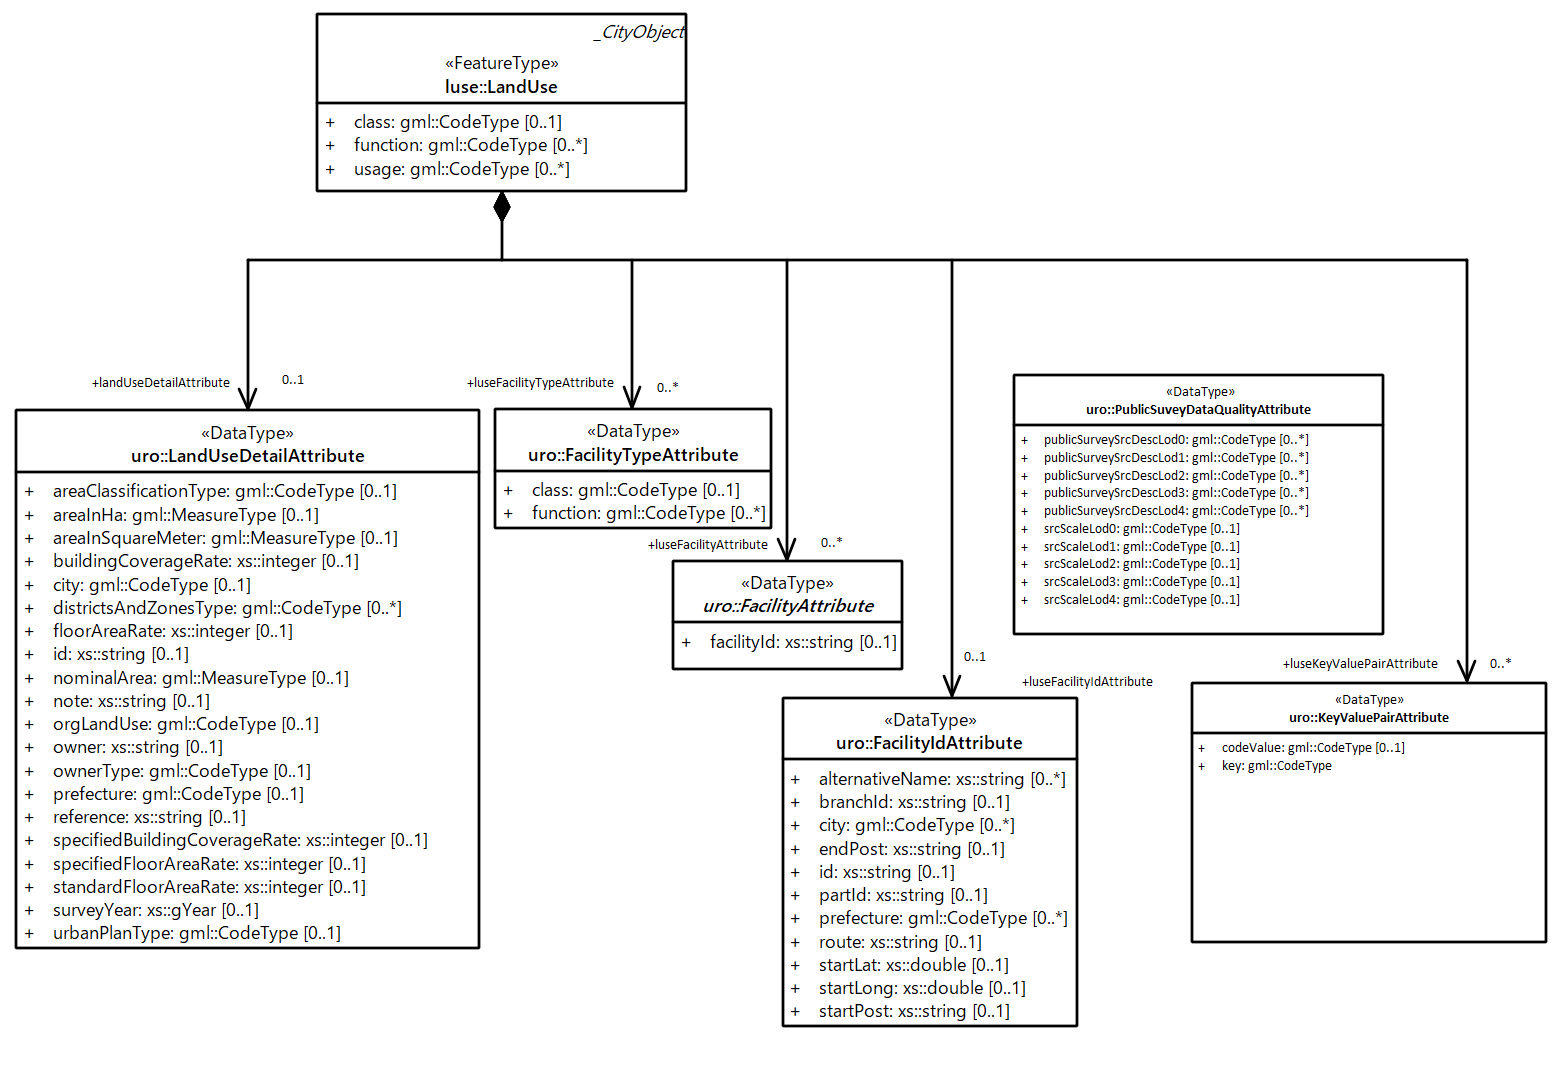 _CityObject
«FeatureType»
luse::LandUse
+ class: gml::CodeType [0..1]
+ function: gml::CodeType [0..*]
+ usage: gml::CodeType [0..*]
+landUseDetailAttribute 0..1
«DataType»
uro::LandUseDetailAttribute
+ areaClassificationType: gml::CodeType [0..1]
+ areaInHa: gml::MeasureType [0..1]
+ areaInSquareMeter: gml::MeasureType [0..1]
+ buildingCoverageRate: xs::integer [0..1]
+ city: gml::CodeType [0..1]
+ districtsAndZonesType: gml::CodeType [0..*]
+ floorAreaRate: xs::integer [0..1]
+ id: xs::string [0..1]
+ nominalArea: gml::MeasureType [0..1]
+ note: xs::string [0..1]
+ orgLandUse: gml::CodeType [0..1]
+ owner: xs::string [0..1]
+ ownerType: gml::CodeType [0..1]
+ prefecture: gml::CodeType [0..1]
+ reference: xs::string [0..1]
+ specifiedBuildingCoverageRate: xs::integer [0..1]
+ specifiedFloorAreaRate: xs::integer [0..1]
+ standardFloorAreaRate: xs::integer [0..1]
+ surveyYear: xs::gYear [0..1]
+ urbanPlanType: gml::CodeType [0..1]
+luseFacilityTypeAttribute 0..*
«DataType»
uro::FacilityTypeAttribute
+ class: gml::CodeType [0..1]
+ function: gml::CodeType [0..*]
+luseFacilityAttribute 0..*
«DataType»
uro::FacilityAttribute
+ facilityId: xs::string [0..1]
0..1 +luseFacilityIdAttribute
«DataType»
uro::FacilityIdAttribute
+ alternativeName: xs::string [0..*]
+ branchId: xs::string [0..1]
+ city: gml::CodeType [0..*]
+ endPost: xs::string [0..1]
+ id: xs::string [0..1]
+ partId: xs::string [0..1]
+ prefecture: gml::CodeType [0..*]
+ route: xs::string [0..1]
+ startLat: xs::double [0..1]
+ startLong: xs::double [0..1]
+ startPost: xs::string [0..1]
«DataType»
uro::PublicSuveyDataQualityAttribute
+ publicSurveySrcDescLod0: gml::CodeType [0..*]
+ publicSurveySrcDescLod1: gml::CodeType [0..*]
+ publicSurveySrcDescLod2: gml::CodeType [0..*]
+ publicSurveySrcDescLod3: gml::CodeType [0..*]
+ publicSurveySrcDescLod4: gml::CodeType [0..*]
+ srcScaleLod0: gml::CodeType [0..1]
+ srcScaleLod1: gml::CodeType [0..1]
+ srcScaleLod2: gml::CodeType [0..1]
+ srcScaleLod3: gml::CodeType [0..1]
+ srcScaleLod4: gml::CodeType [0..1]
+luseKeyValuePairAttribute 0..*
«DataType»
uro::KeyValuePairAttribute
+ codeValue: gml::CodeType [0..1]
+ key: gml::CodeType